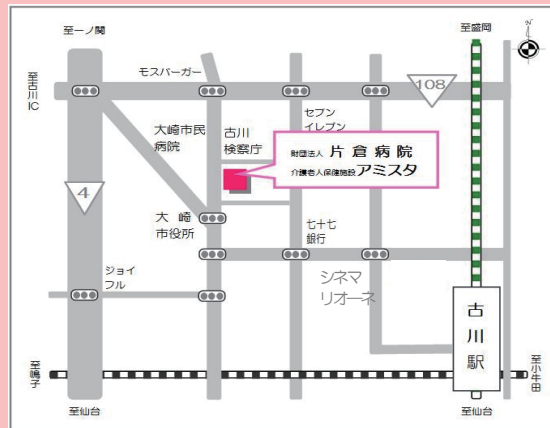 至一ノ関
至盛岡
N
至古川IC
モスバーガー
108
セブン
イレブン
大崎市民
病院
古川
検察庁
財団法人 片倉病院
介護老人保健施設 アミスタ
4
大崎
市役所
七十七
銀行
ジョイ
フル
シネマ
リオーネ
古川駅
至鳴子
至小牛田
至仙台
至仙台